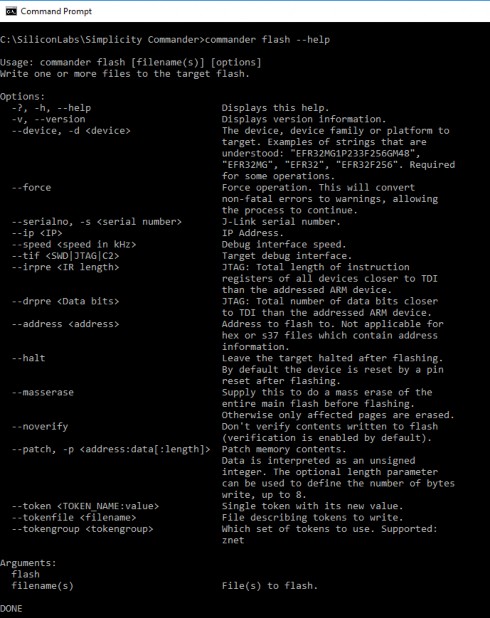 Command Prompt
C:\SiliconLabs\Simplicity Commander>commander flash --help
Usage: commander flash [filename(s)] [options]
Write one or more files to the target flash.
Options:
-?, -h, --help Displays this help.
-v, --version Displays version information.
--device, -d <device> The device, device family or platform to
target. Examples of strings that are
understood: "EFR32MG1P233F256GM48",
"EFR32MG", "EFR32", "EFR32F256". Required
for some operations.
--force Force operation. This will convert
non-fatal errors to warnings, allowing
the process to continue.
--serialno, -s <serial number> J-Link serial number.
--ip <IP> IP Address.
--speed <speed in kHz> Debug interface speed.
--tif <SWD|JTAG|C2> Target debug interface.
--irpre <IR length> JTAG: Total length of instruction
registers of all devices closer to TDI
than the addressed ARM device.
--drpre <Data bits> JTAG: Total number of data bits closer
to TDI than the addressed ARM device.
--address <address> Address to flash to. Not applicable for
hex or s37 files which contain address
information.
--halt Leave the target halted after flashing.
By default the device is reset by a pin
reset after flashing.
--masserase Supply this to do a mass erase of the
entire main flash before flashing.
Otherwise only affected pages are erased.
--noverify Don't verify contents written to flash
(verification is enabled by default).
--patch, -p <address:data[:length]> Patch memory contents.
Data is interpreted as an unsigned
integer. The optional length parameter
can be used to define the number of bytes
write, up to 8.
--token <TOKEN_NAME:value> Single token with its new value.
--tokenfile <filename> File describing tokens to write.
--tokengroup <tokengroup> Which set of tokens to use. Supported:
znet
Arguments:
flash
filename(s) File(s) to flash.
DONE